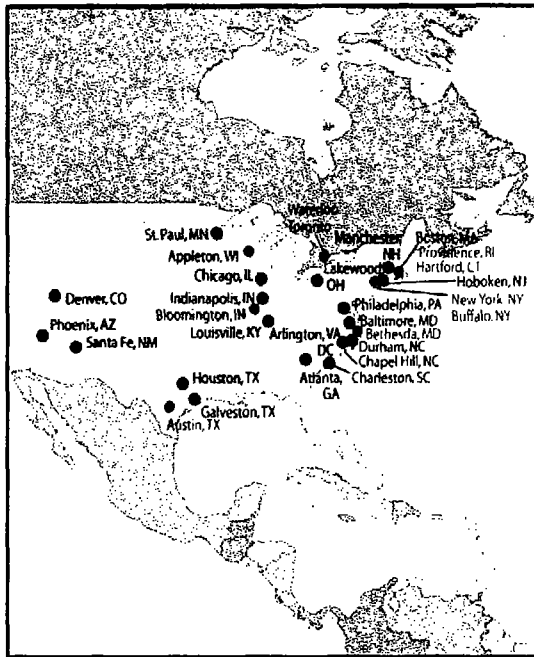 Waterloo
Toronto
St. Paul, MN
Manchester,
NH
Boston, MA
Appleton, WI
Providence, RI
Lakewood,
OH
Hartford, CT
Chicago, IL
Hoboken, NJ
Denver, CO
Indianapolis, IN
New York, NY
Bloomington, IN
Philadelphia, PA
Buffalo, NY
Phoenix, AZ
Louisville, KY
Arlington, VA
Baltimore, MD
Bethesda, MD
Santa Fe, NM
DC
Durham, NC
Chapel Hill, NC
Houston, TX
Atlanta,
GA
Charleston, SC
Galveston, TX
Austin, TX